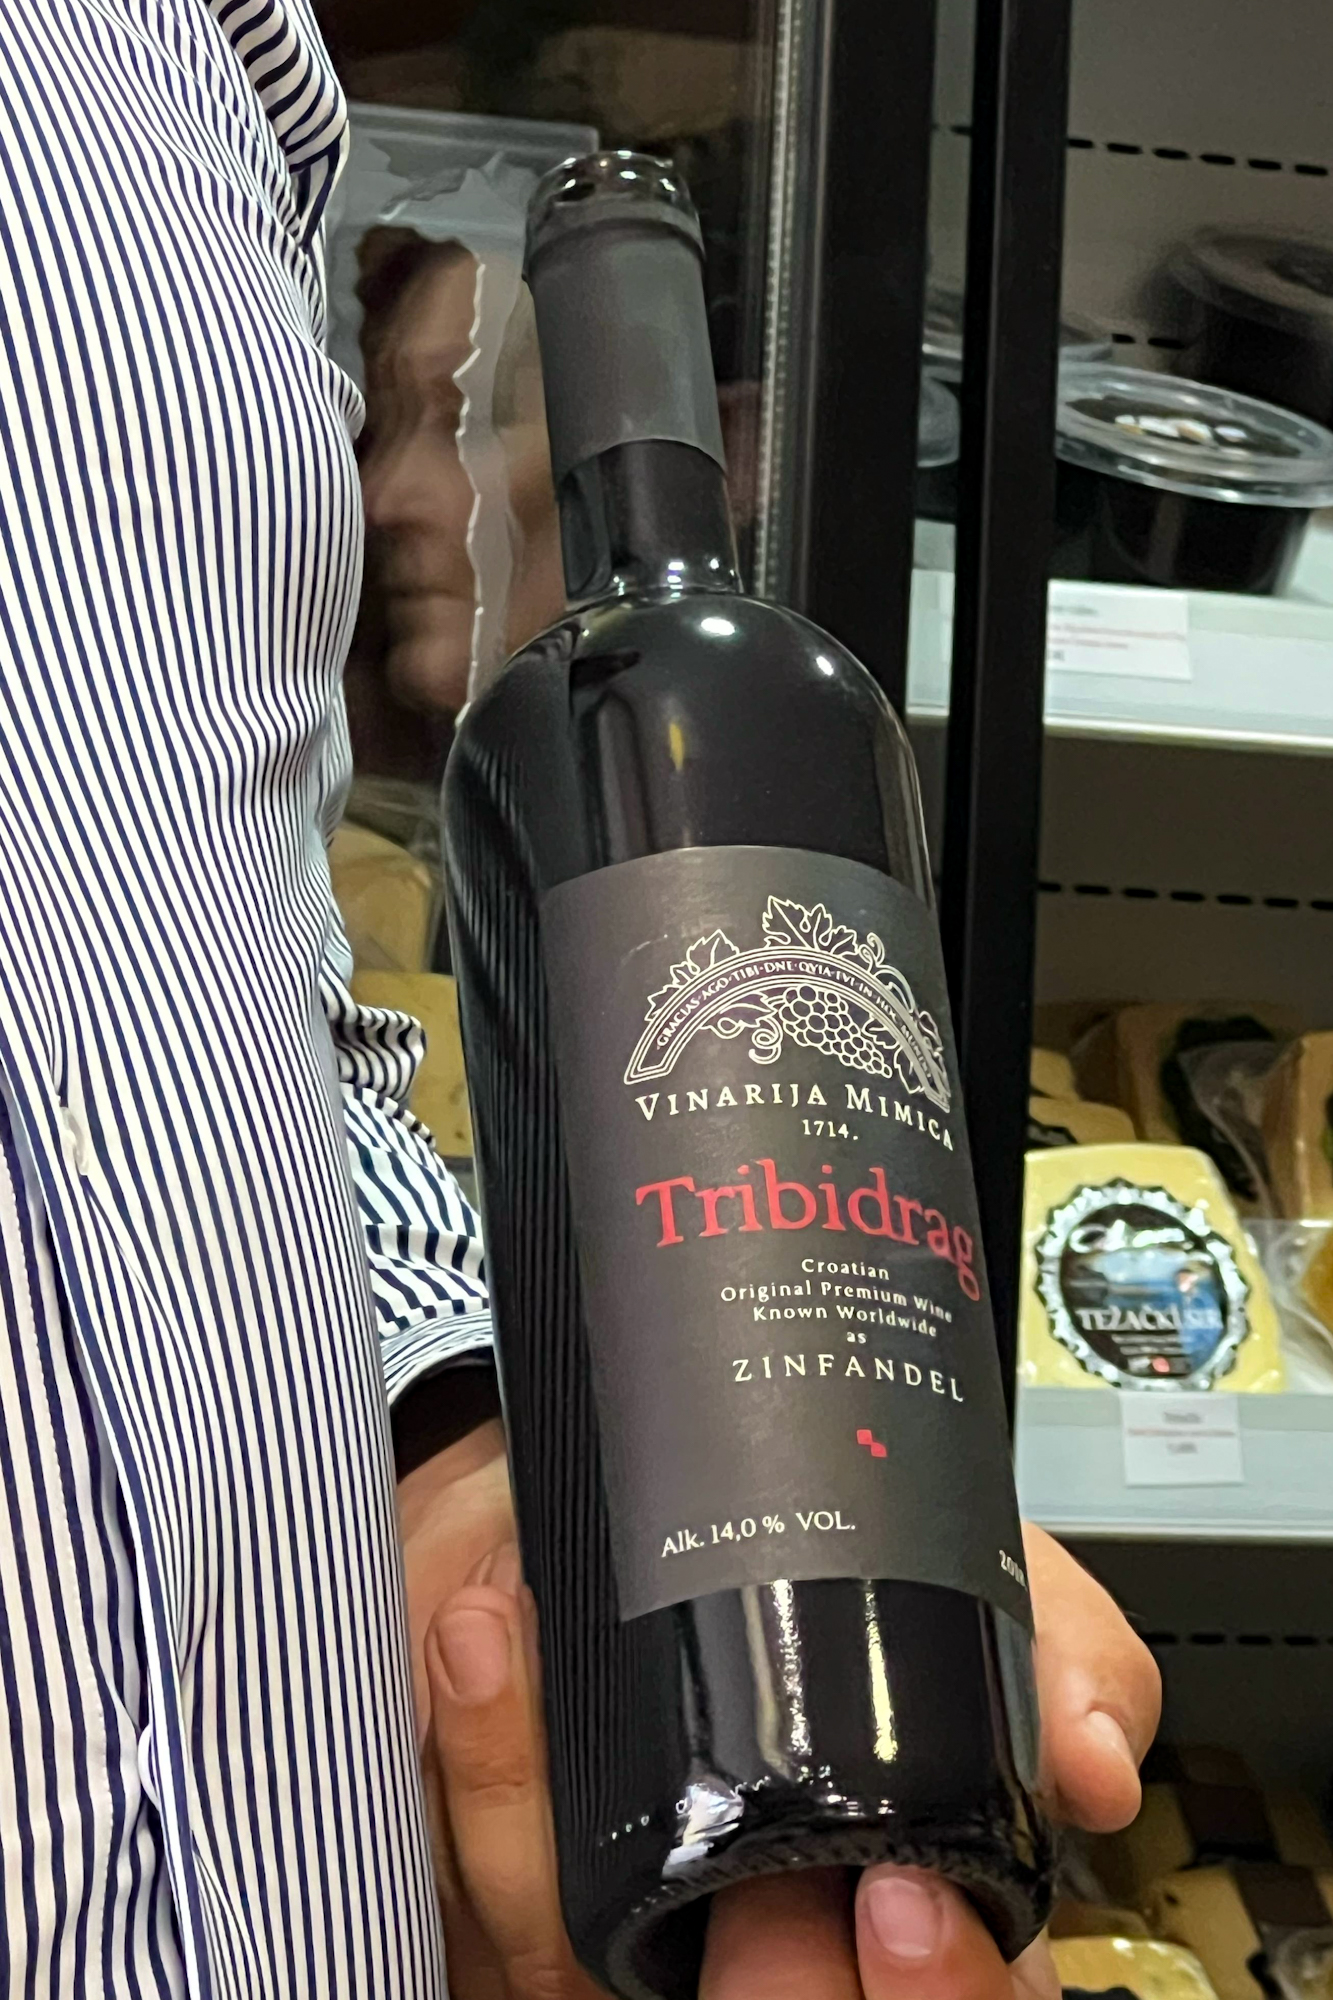 GRACIAS·AGO·TIBI·DNE·QVIA·FVI·IN·HOC
VINARIJA MIMICA
1714.
Tribidrag
Croatian
Original Premium Wine
Known Worldwide
as
ZINFANDEL
Alk. 14,0 % VOL.
TEŽAČKI SIR